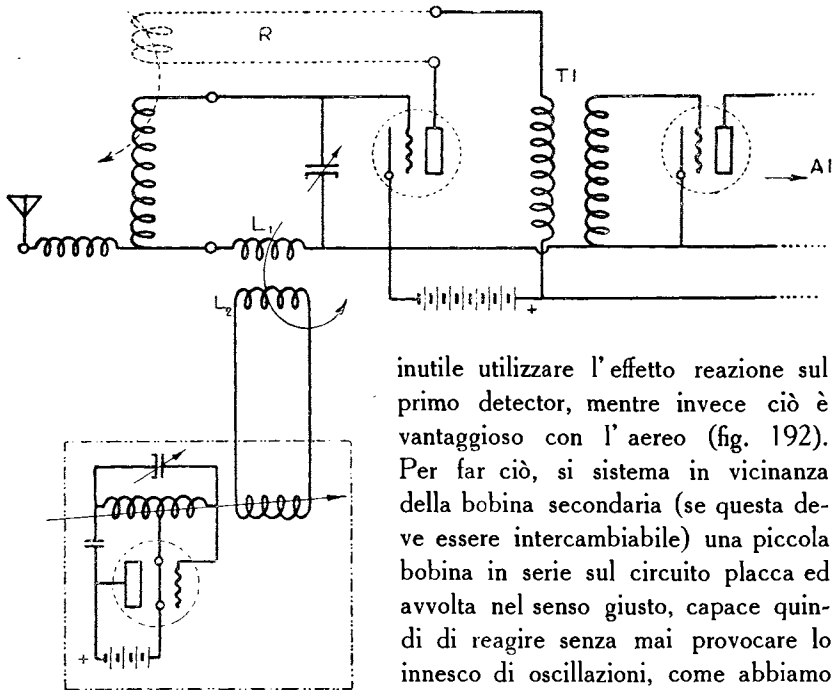 R
TI
AI
L₁
L₂
+
+
inutile utilizzare l'effetto reazione sul
primo detector, mentre invece ciò è
vantaggioso con l'aereo (fig. 192).
Per far ciò, si sistema in vicinanza
della bobina secondaria (se questa de-
ve essere intercambiabile) una piccola
bobina in serie sul circuito placca ed
avvolta nel senso giusto, capace quin-
di di reagire senza mai provocare lo
innesco di oscillazioni, come abbiamo